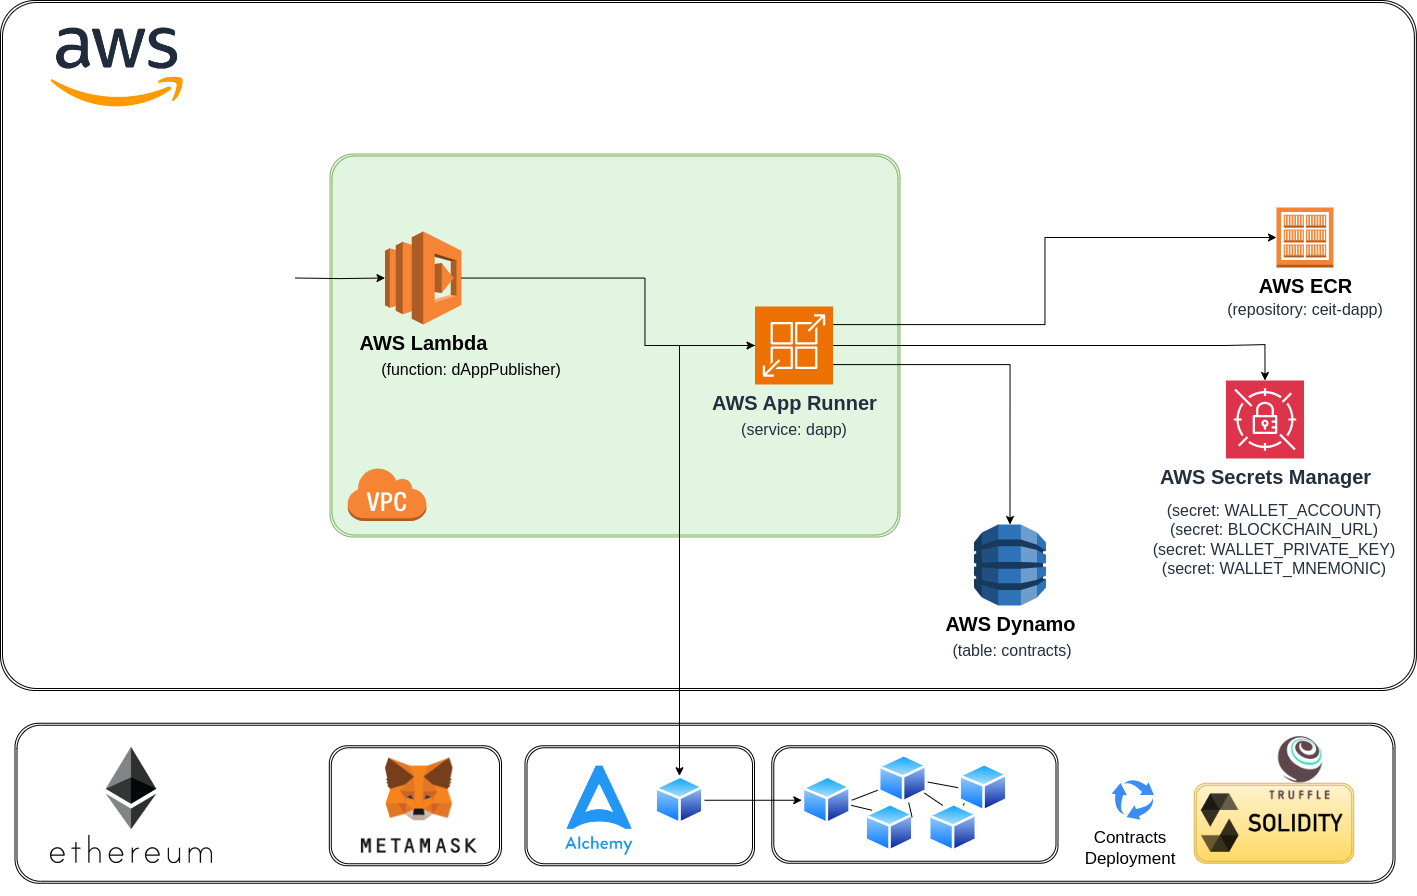 aws
AWS Lambda
(function: dAppPublisher)
VPC
AWS App Runner
(service: dapp)
AWS ECR
(repository: ceit-dapp)
AWS Secrets Manager
(secret: WALLET_ACCOUNT)
(secret: BLOCKCHAIN_URL)
(secret: WALLET_PRIVATE_KEY)
(secret: WALLET_MNEMONIC)
AWS Dynamo
(table: contracts)
ethereum
METAMASK
Alchemy
Contracts
Deployment
TRUFFLE
SOLIDITY